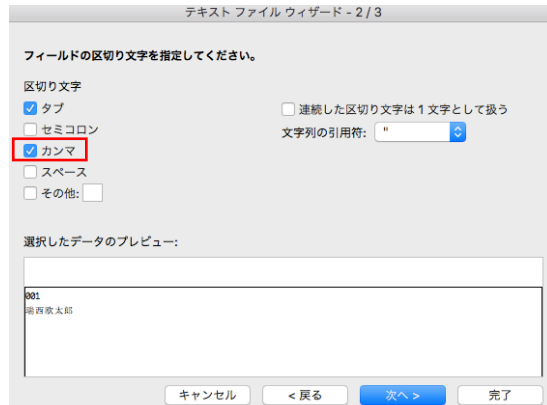 テキスト ファイル ウィザード - 2 / 3
フィールドの区切り文字を指定してください。
区切り文字
タブ
連続した区切り文字は 1 文字として扱う
セミコロン
文字列の引用符: "
カンマ
スペース
その他:
選択したデータのプレビュー:
001
瑞西欧太郎
キャンセル
< 戻る
次へ >
完了